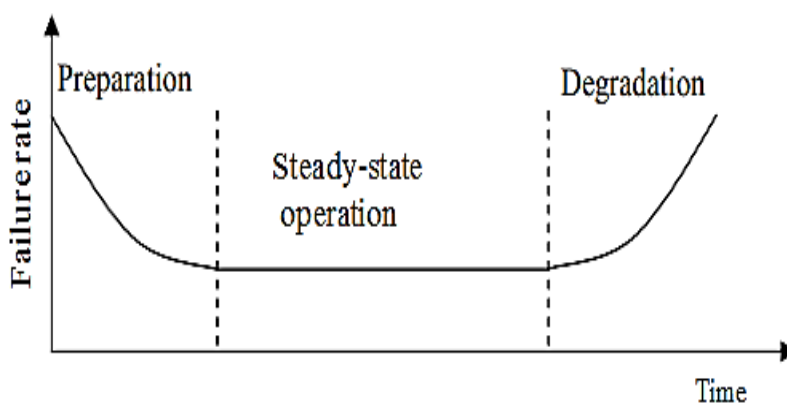 Preparation
Degradation
Steady-state
operation
Failure rate
Time